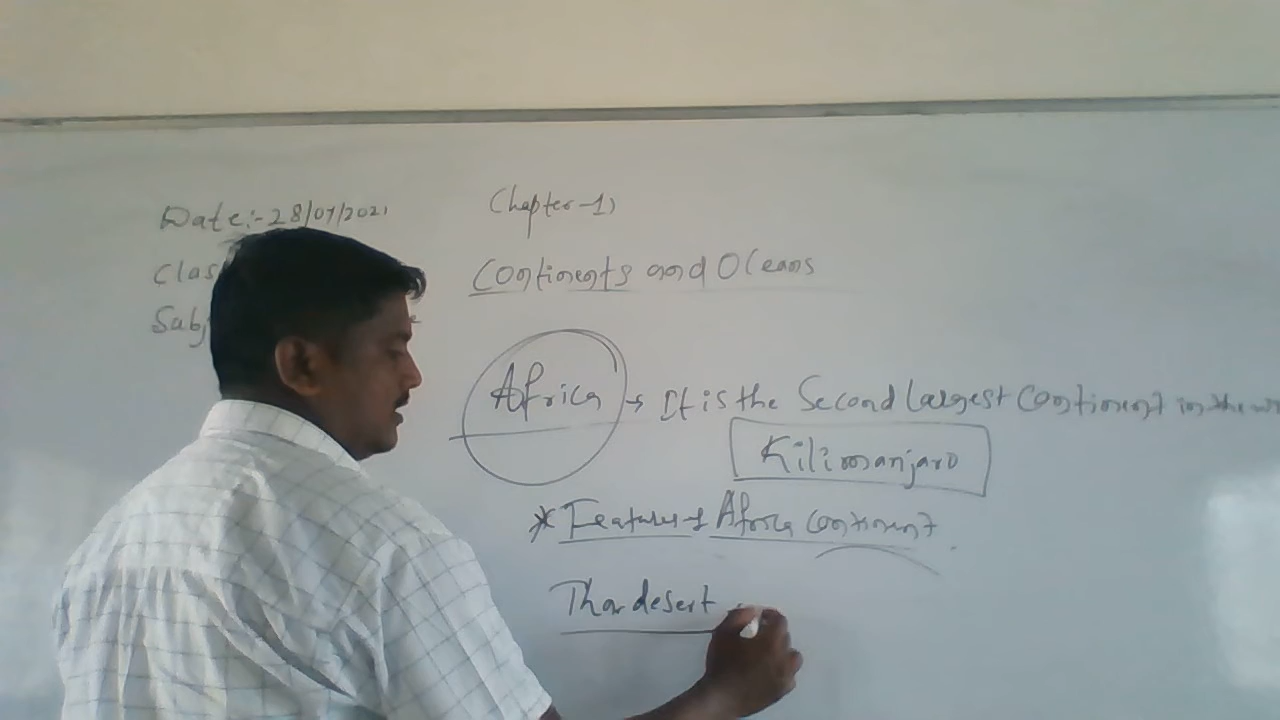 Date:- 28/07/2021
Chapter-1)
Clas
Continents and Oceans
Subj
Africa → It is the Second largest Continent in the
Kilimanjaro
* Features of Africa Continent.
Thar desert